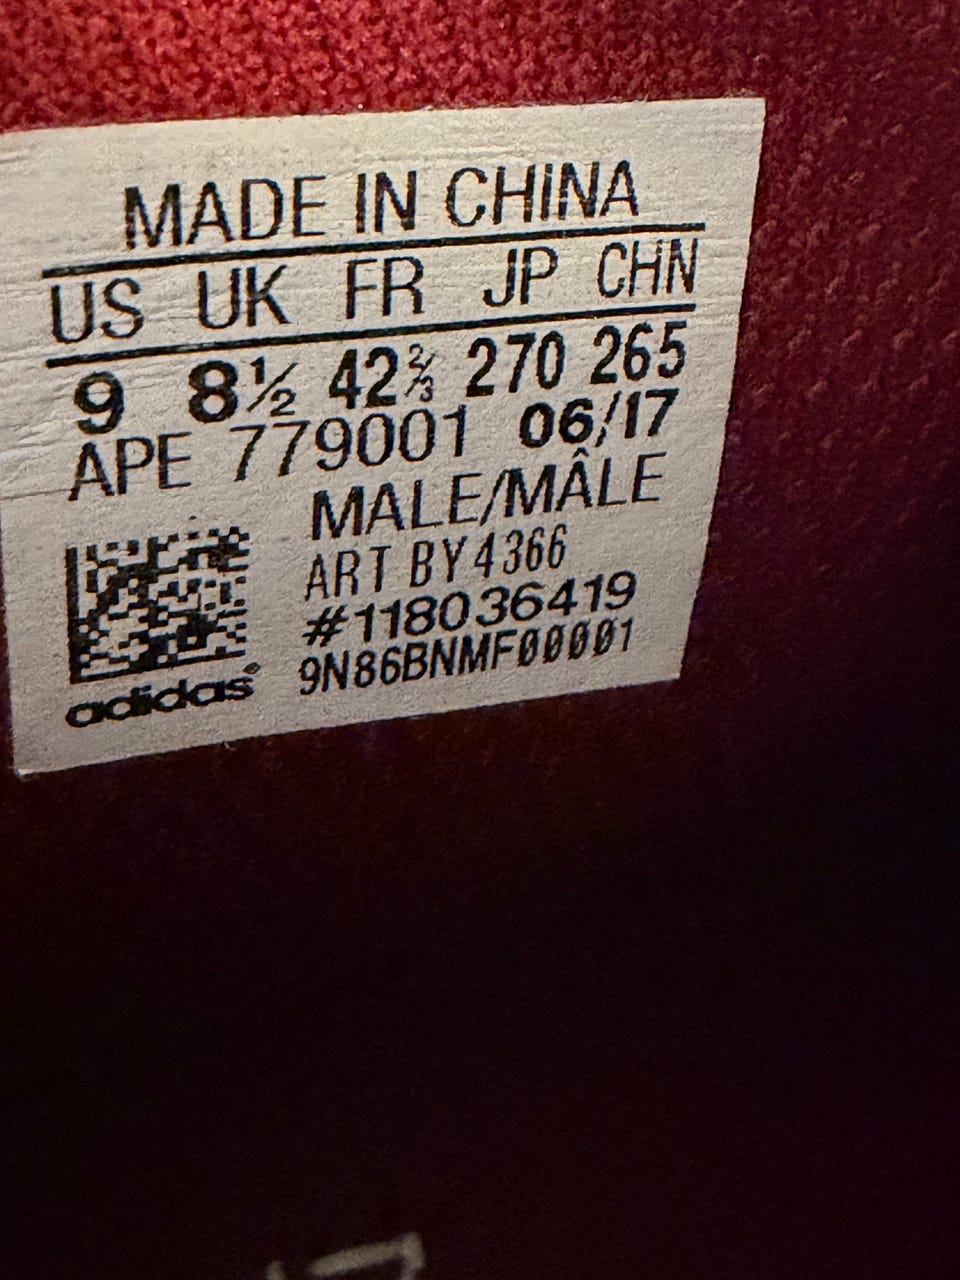 MADE IN CHINA
US UK FR JP CHN
9 8½ 42⅔ 270 265
APE 779001 06/17
MALE/MÂLE
ART BY4366
#118036419
9N86BNMF00001
adidas®